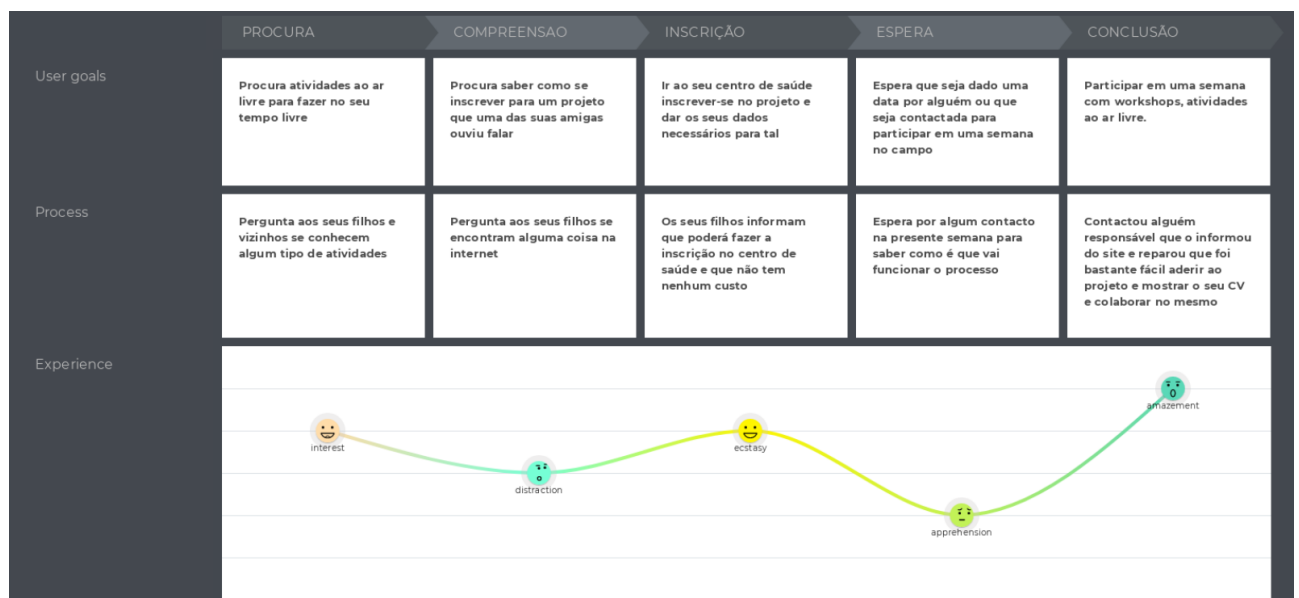 PROCURA
COMPREENSAO
INSCRIÇÃO
ESPERA
CONCLUSÃO
User goals
Procura atividades ao ar
livre para fazer no seu
tempo livre
Procura saber como se
inscrever para um projeto
que uma das suas amigas
ouviu falar
Ir ao seu centro de saúde
inscrever-se no projeto e
dar os seus dados
necessários para tal
Espera que seja dado uma
data por alguém ou que
seja contactada para
participar em uma semana
no campo
Participar em uma semana
com workshops, atividades
ao ar livre.
Process
Pergunta aos seus filhos e
vizinhos se conhecem
algum tipo de atividades
Pergunta aos seus filhos se
encontram alguma coisa na
internet
Os seus filhos informam
que poderá fazer a
inscrição no centro de
saúde e que não tem
nenhum custo
Espera por algum contacto
na presente semana para
saber como é que vai
funcionar o processo
Contactou alguém
responsável que o informou
do site e reparou que foi
bastante fácil aderir ao
projeto e mostrar o seu CV
e colaborar no mesmo
Experience
interest
distraction
ecstasy
apprehension
amazement